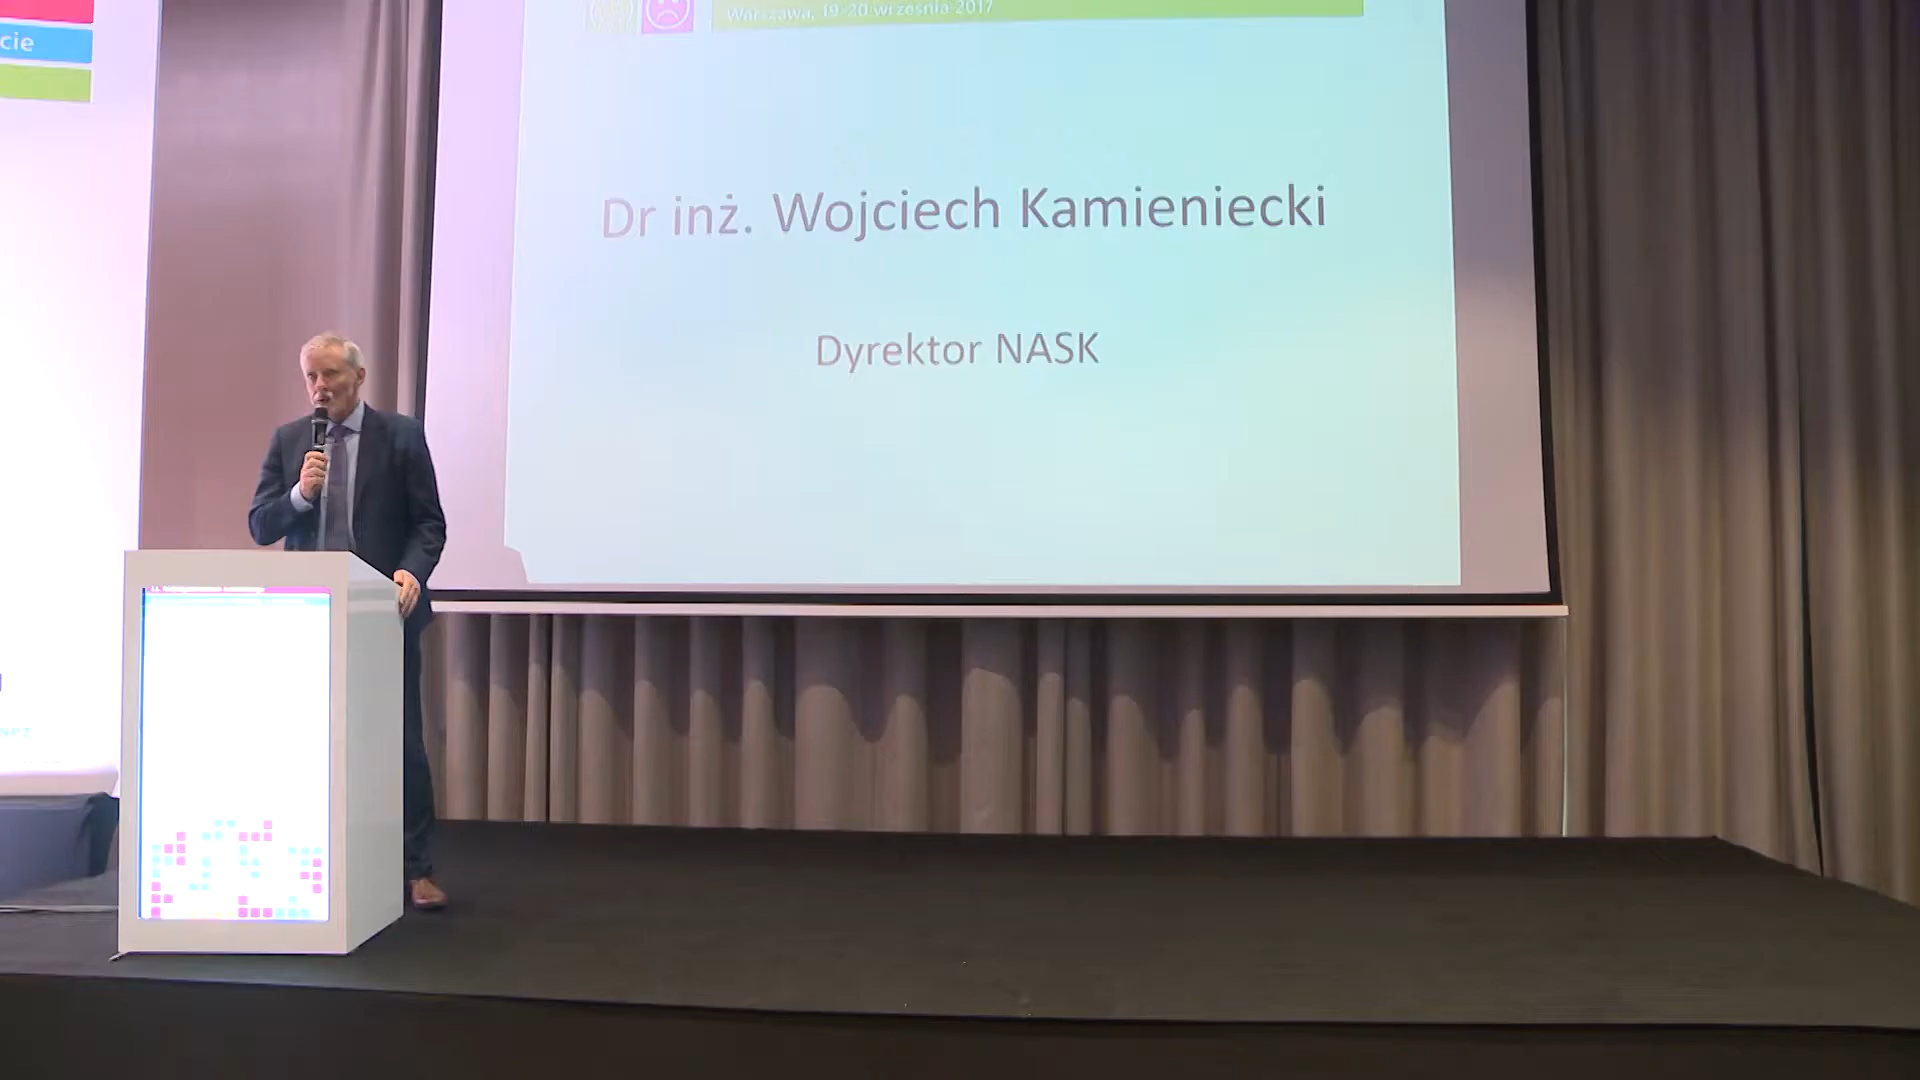 cie
Warszawa, 19-20 września 2017
Dr inż. Wojciech Kamieniecki
Dyrektor NASK